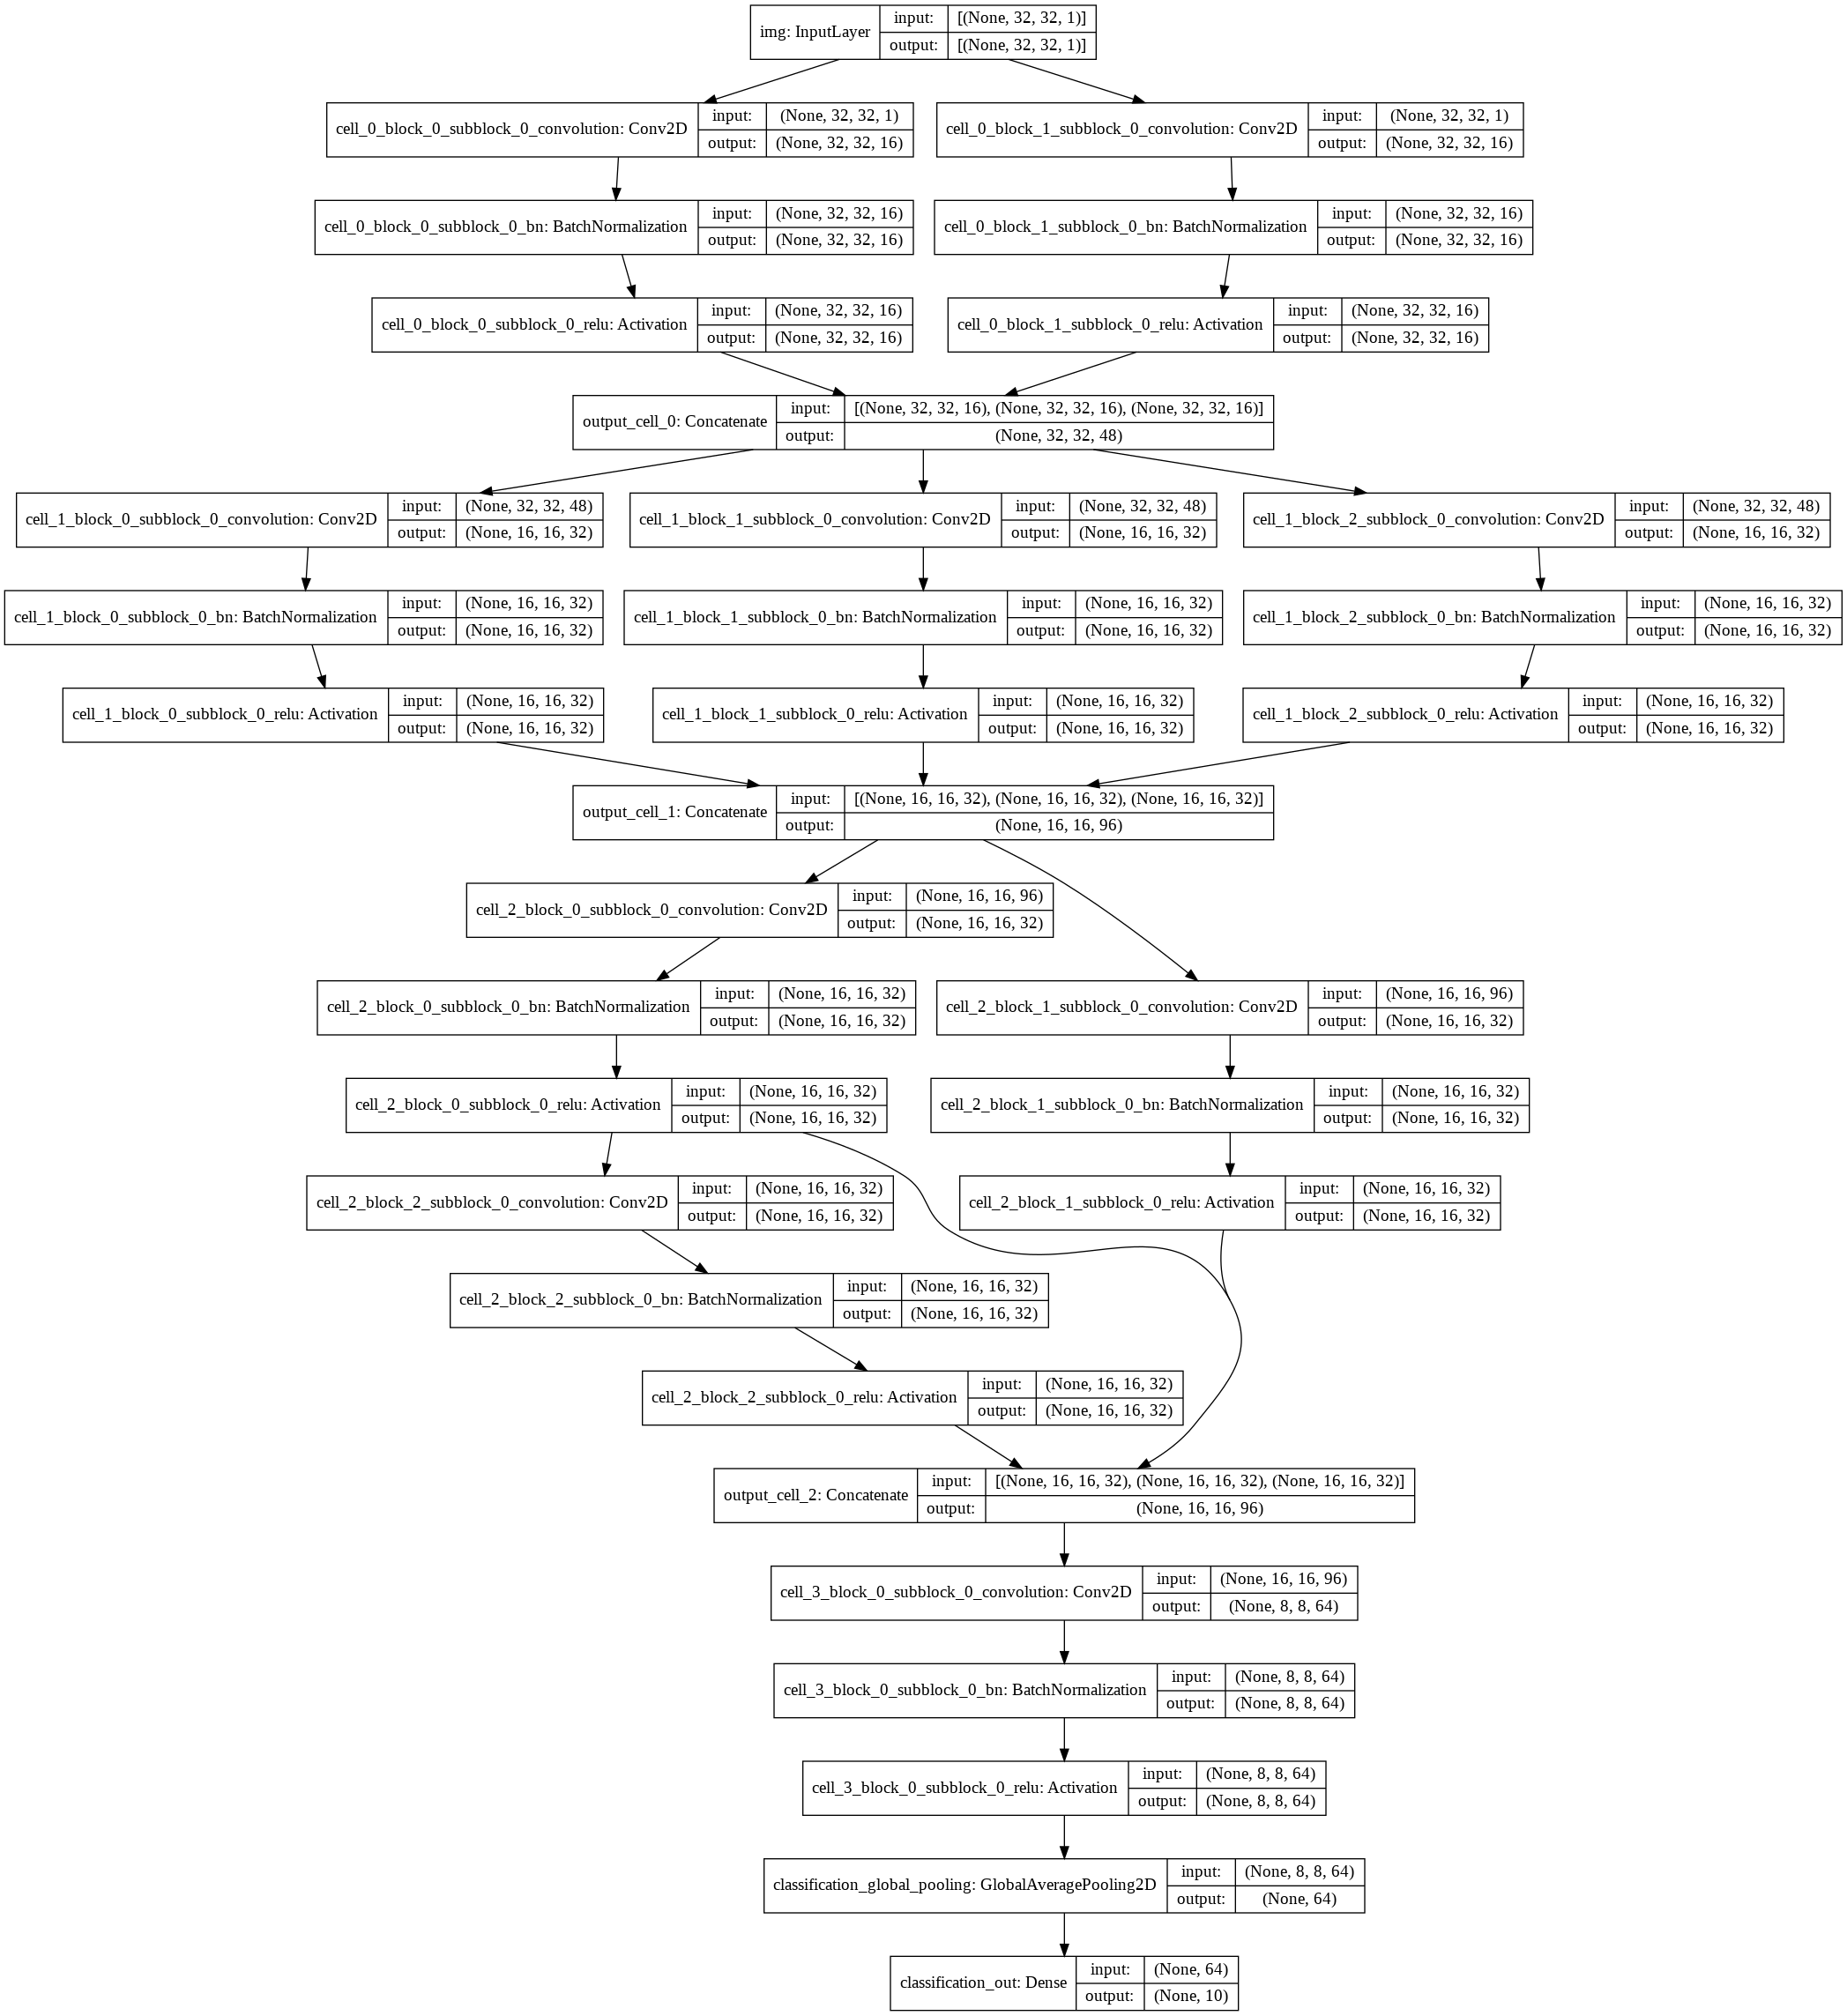 img: InputLayer
input: [(None, 32, 32, 1)]
output: [(None, 32, 32, 1)]
cell_0_block_0_subblock_0_convolution: Conv2D
input: (None, 32, 32, 1)
output: (None, 32, 32, 16)
cell_0_block_1_subblock_0_convolution: Conv2D
input: (None, 32, 32, 1)
output: (None, 32, 32, 16)
cell_0_block_0_subblock_0_bn: BatchNormalization
input: (None, 32, 32, 16)
output: (None, 32, 32, 16)
cell_0_block_1_subblock_0_bn: BatchNormalization
input: (None, 32, 32, 16)
output: (None, 32, 32, 16)
cell_0_block_0_subblock_0_relu: Activation
input: (None, 32, 32, 16)
output: (None, 32, 32, 16)
cell_0_block_1_subblock_0_relu: Activation
input: (None, 32, 32, 16)
output: (None, 32, 32, 16)
output_cell_0: Concatenate
input: [(None, 32, 32, 16), (None, 32, 32, 16), (None, 32, 32, 16)]
output: (None, 32, 32, 48)
cell_1_block_0_subblock_0_convolution: Conv2D
input: (None, 32, 32, 48)
output: (None, 16, 16, 32)
cell_1_block_1_subblock_0_convolution: Conv2D
input: (None, 32, 32, 48)
output: (None, 16, 16, 32)
cell_1_block_2_subblock_0_convolution: Conv2D
input: (None, 32, 32, 48)
output: (None, 16, 16, 32)
cell_1_block_0_subblock_0_bn: BatchNormalization
input: (None, 16, 16, 32)
output: (None, 16, 16, 32)
cell_1_block_1_subblock_0_bn: BatchNormalization
input: (None, 16, 16, 32)
output: (None, 16, 16, 32)
cell_1_block_2_subblock_0_bn: BatchNormalization
input: (None, 16, 16, 32)
output: (None, 16, 16, 32)
cell_1_block_0_subblock_0_relu: Activation
input: (None, 16, 16, 32)
output: (None, 16, 16, 32)
cell_1_block_1_subblock_0_relu: Activation
input: (None, 16, 16, 32)
output: (None, 16, 16, 32)
cell_1_block_2_subblock_0_relu: Activation
input: (None, 16, 16, 32)
output: (None, 16, 16, 32)
output_cell_1: Concatenate
input: [(None, 16, 16, 32), (None, 16, 16, 32), (None, 16, 16, 32)]
output: (None, 16, 16, 96)
cell_2_block_0_subblock_0_convolution: Conv2D
input: (None, 16, 16, 96)
output: (None, 16, 16, 32)
cell_2_block_0_subblock_0_bn: BatchNormalization
input: (None, 16, 16, 32)
output: (None, 16, 16, 32)
cell_2_block_1_subblock_0_convolution: Conv2D
input: (None, 16, 16, 96)
output: (None, 16, 16, 32)
cell_2_block_0_subblock_0_relu: Activation
input: (None, 16, 16, 32)
output: (None, 16, 16, 32)
cell_2_block_1_subblock_0_bn: BatchNormalization
input: (None, 16, 16, 32)
output: (None, 16, 16, 32)
cell_2_block_2_subblock_0_convolution: Conv2D
input: (None, 16, 16, 32)
output: (None, 16, 16, 32)
cell_2_block_1_subblock_0_relu: Activation
input: (None, 16, 16, 32)
output: (None, 16, 16, 32)
cell_2_block_2_subblock_0_bn: BatchNormalization
input: (None, 16, 16, 32)
output: (None, 16, 16, 32)
cell_2_block_2_subblock_0_relu: Activation
input: (None, 16, 16, 32)
output: (None, 16, 16, 32)
output_cell_2: Concatenate
input: [(None, 16, 16, 32), (None, 16, 16, 32), (None, 16, 16, 32)]
output: (None, 16, 16, 96)
cell_3_block_0_subblock_0_convolution: Conv2D
input: (None, 16, 16, 96)
output: (None, 8, 8, 64)
cell_3_block_0_subblock_0_bn: BatchNormalization
input: (None, 8, 8, 64)
output: (None, 8, 8, 64)
cell_3_block_0_subblock_0_relu: Activation
input: (None, 8, 8, 64)
output: (None, 8, 8, 64)
classification_global_pooling: GlobalAveragePooling2D
input: (None, 8, 8, 64)
output: (None, 64)
classification_out: Dense
input: (None, 64)
output: (None, 10)